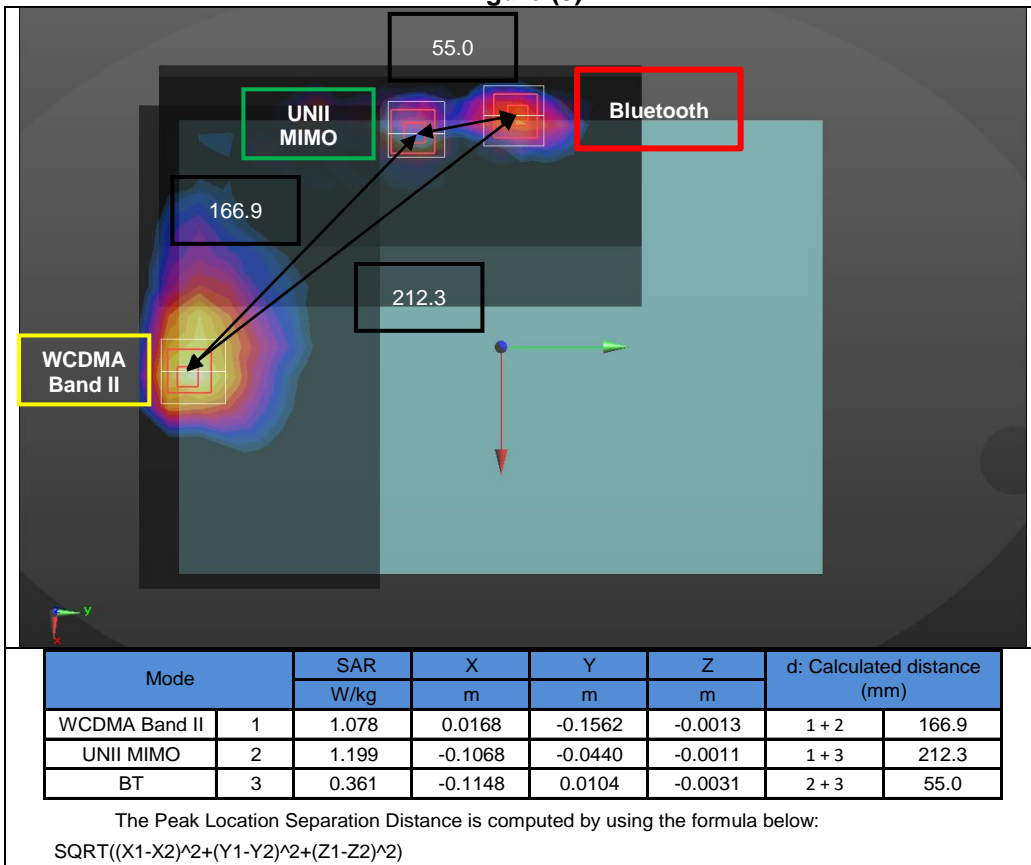 55.0
UNII
MIMO
Bluetooth
166.9
212.3
WCDMA
Band II
y
x
Mode SAR X Y Z d: Calculated distance
W/kg m m m (mm)
WCDMA Band II 1 1.078 0.0168 -0.1562 -0.0013 1 + 2 166.9
UNII MIMO 2 1.199 -0.1068 -0.0440 -0.0011 1 + 3 212.3
BT 3 0.361 -0.1148 0.0104 -0.0031 2 + 3 55.0
The Peak Location Separation Distance is computed by using the formula below:
SQRT((X1-X2)^2+(Y1-Y2)^2+(Z1-Z2)^2)